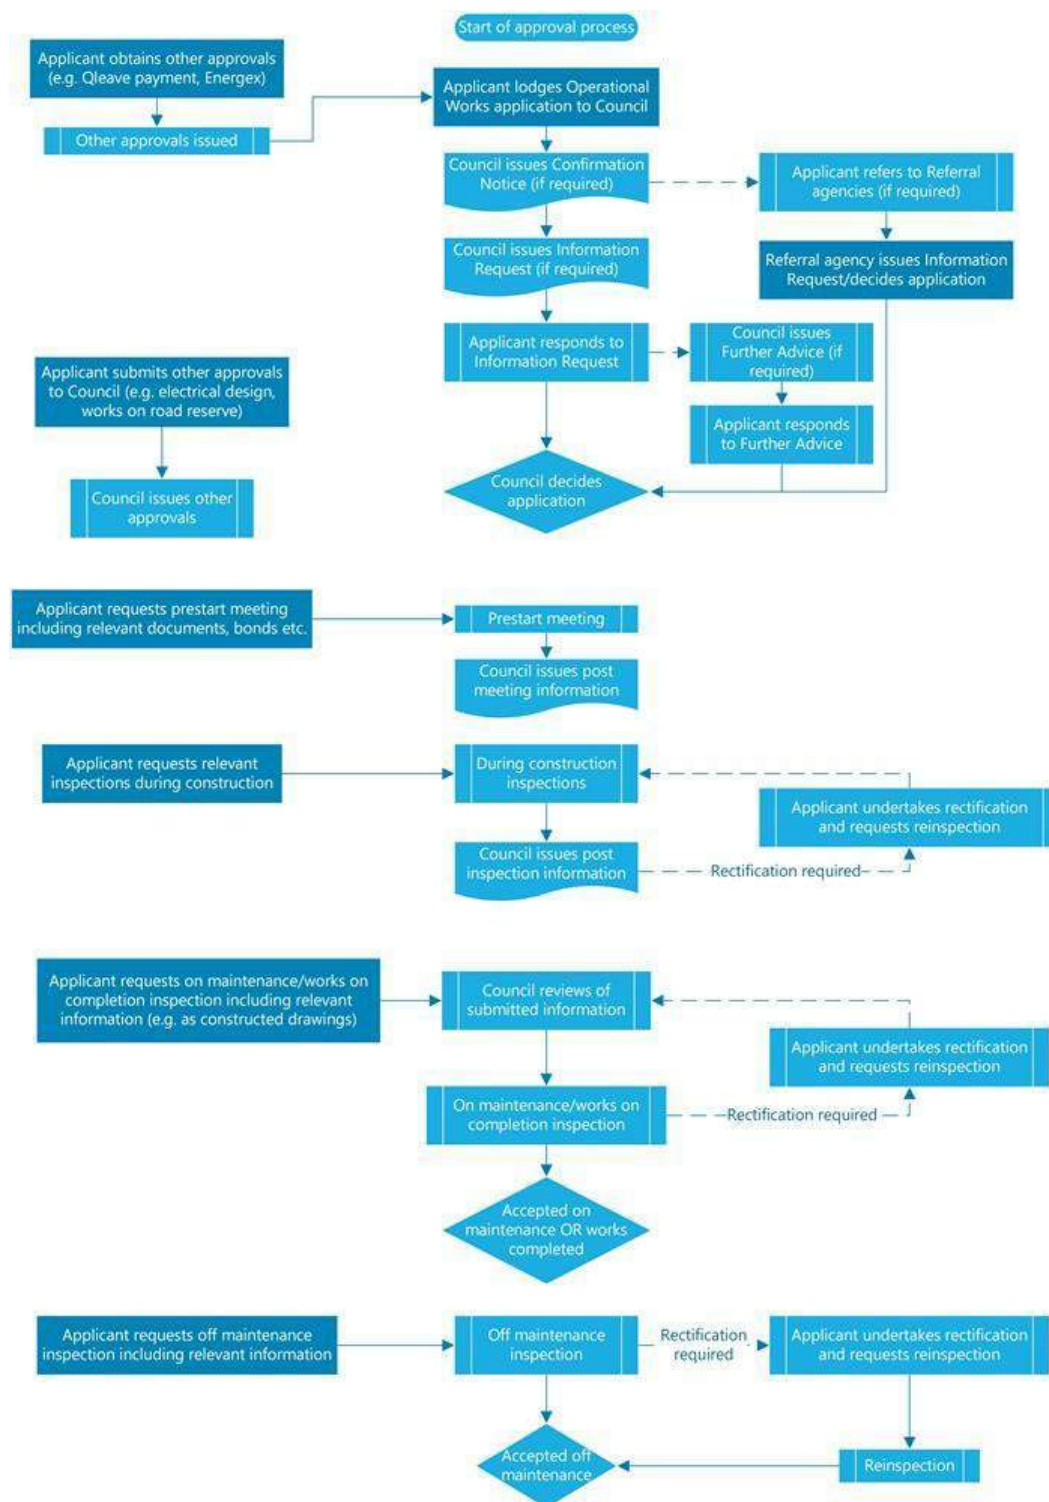 Start of approval process
Applicant obtains other approvals
(e.g. Qleave payment, Energex)
Other approvals issued
Applicant lodges Operational
Works application to Council
Council issues Confirmation
Notice (if required)
Applicant refers to Referral
agencies (if required)
Council issues Information
Request (if required)
Referral agency issues Information
Request/decides application
Applicant responds to
Information Request
Council issues
Further Advice (if
required)
Applicant submits other approvals
to Council (e.g. electrical design,
works on road reserve)
Applicant responds
to Further Advice
Council issues other
approvals
Council decides
application
Applicant requests prestart meeting
including relevant documents, bonds etc.
Prestart meeting
Council issues post
meeting information
Applicant requests relevant
inspections during construction
During construction
inspections
Applicant undertakes rectification
and requests reinspection
Council issues post
inspection information
Rectification required
Applicant requests on maintenance/works on
completion inspection including relevant
information (e.g. as constructed drawings)
Council reviews of
submitted information
Applicant undertakes rectification
and requests reinspection
On maintenance/works on
completion inspection
Rectification required
Accepted on
maintenance OR works
completed
Applicant requests off maintenance
inspection including relevant information
Off maintenance
inspection
Rectification
required
Applicant undertakes rectification
and requests reinspection
Accepted off
maintenance
Reinspection